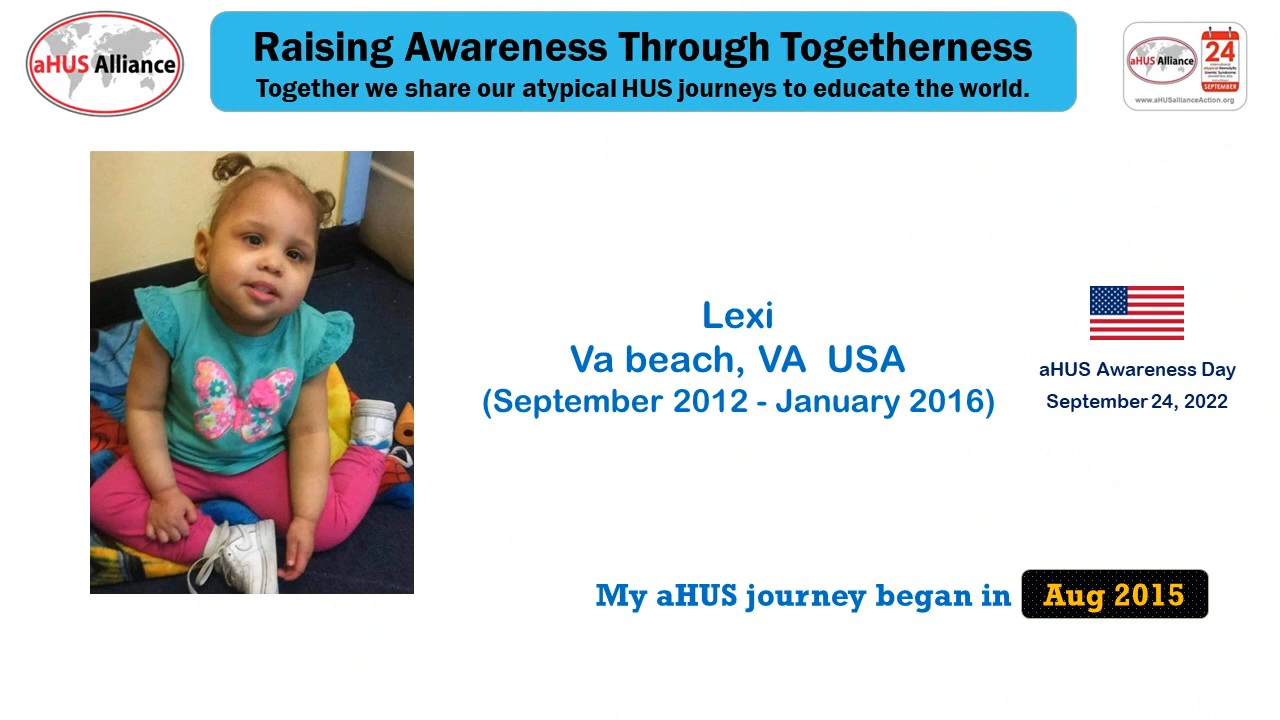 aHUS Alliance
Raising Awareness Through Togetherness
Together we share our atypical HUS journeys to educate the world.
aHUS Alliance
24
SEPTEMBER
www.aHUSallianceAction.org
Lexi
Va beach, VA USA
(September 2012 - January 2016)
aHUS Awareness Day
September 24, 2022
My aHUS journey began in Aug 2015